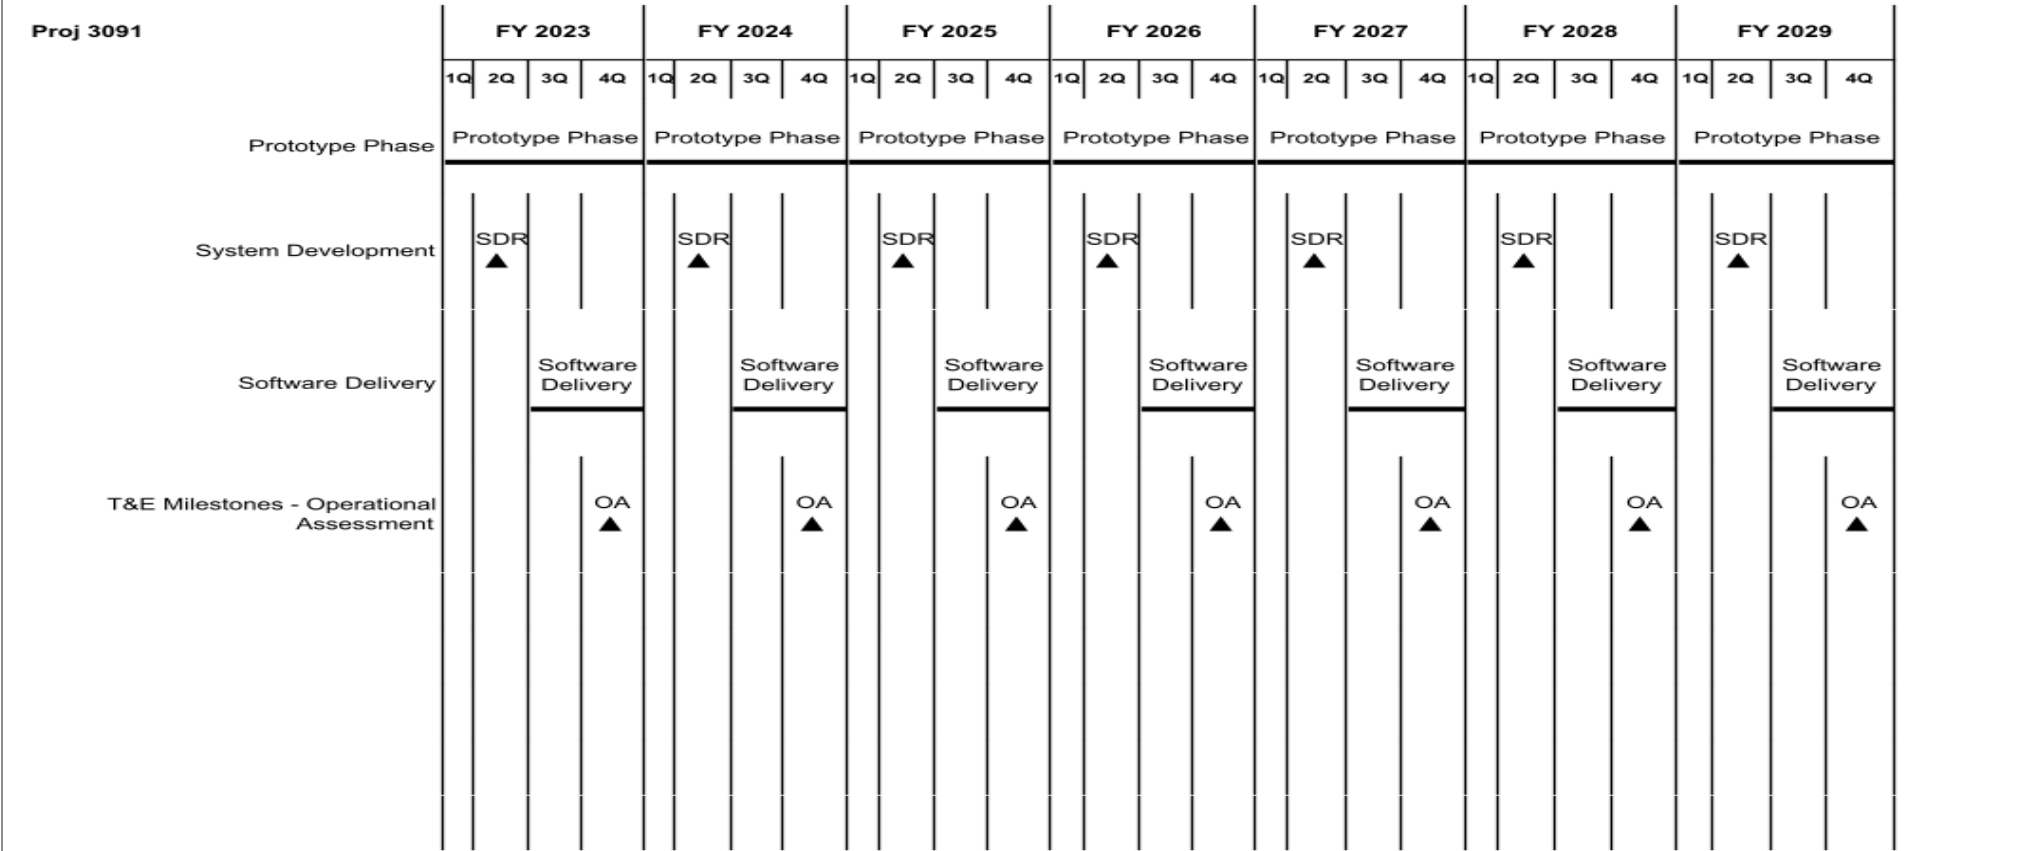 Proj 3091 FY 2023 FY 2024 FY 2025 FY 2026 FY 2027 FY 2028 FY 2029
1Q 2Q 3Q 4Q 1Q 2Q 3Q 4Q 1Q 2Q 3Q 4Q 1Q 2Q 3Q 4Q 1Q 2Q 3Q 4Q 1Q 2Q 3Q 4Q 1Q 2Q 3Q 4Q
Prototype Phase Prototype Phase Prototype Phase Prototype Phase Prototype Phase Prototype Phase Prototype Phase
Prototype Phase
SDR SDR SDR SDR SDR SDR SDR
System Development
Software Software Software Software Software Software Software
Software Delivery
Delivery Delivery Delivery Delivery Delivery Delivery Delivery
T&E Milestones - Operational OA OA OA OA OA OA OA
Assessment